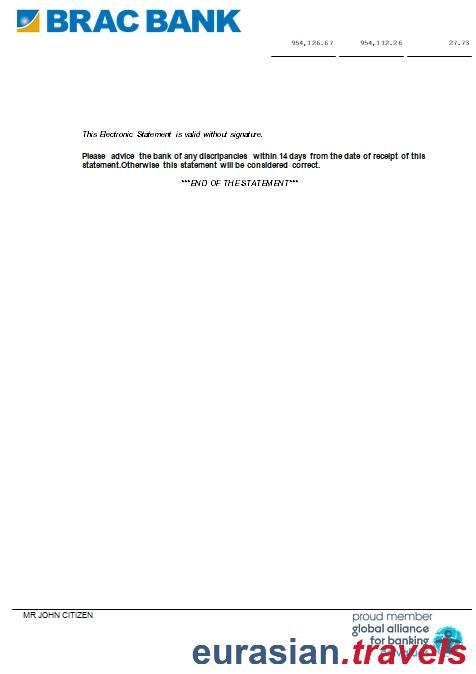 BRAC BANK
954,126.67 954,112.26 27.73
This Electronic Statement is valid without signature.
Please advice the bank of any discripancies within 14 days from the date of receipt of this
statement.Otherwise this statement will be considered correct.
***END OF THE STATEMENT***
MR JOHN CITIZEN
proud member
global alliance
for banking
eurasian.travels